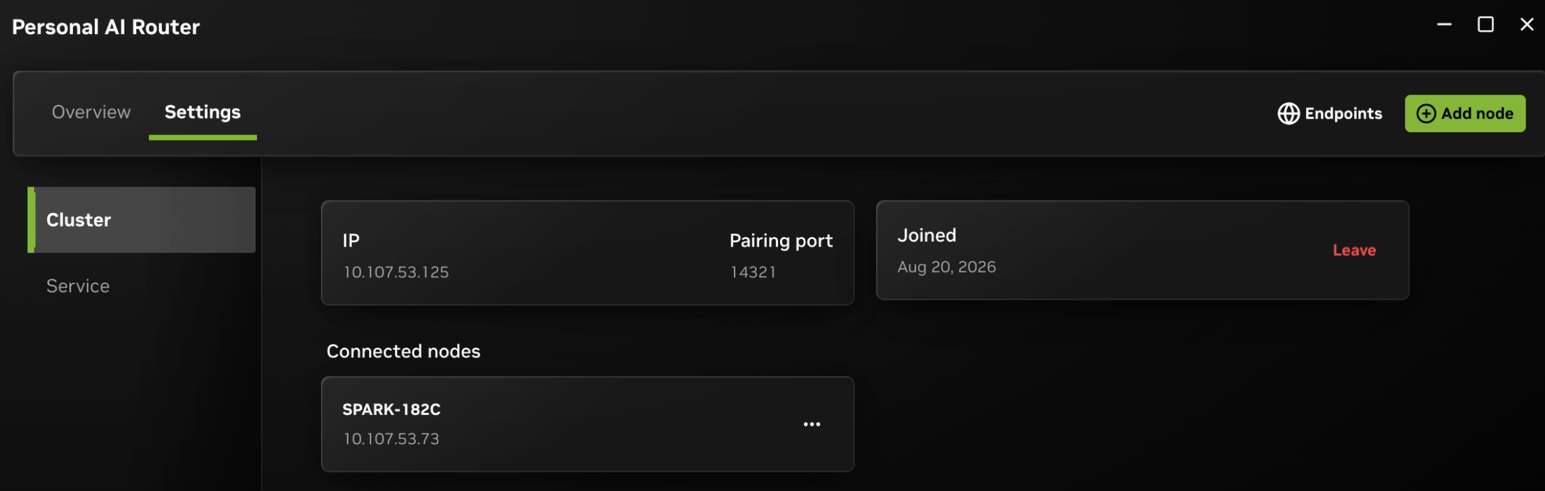 Personal AI Router
Overview
Settings
Endpoints
Add node
Cluster
Service
IP
Pairing port
10.107.53.125
14321
Joined
Aug 20, 2026
Leave
Connected nodes
SPARK-182C
10.107.53.73